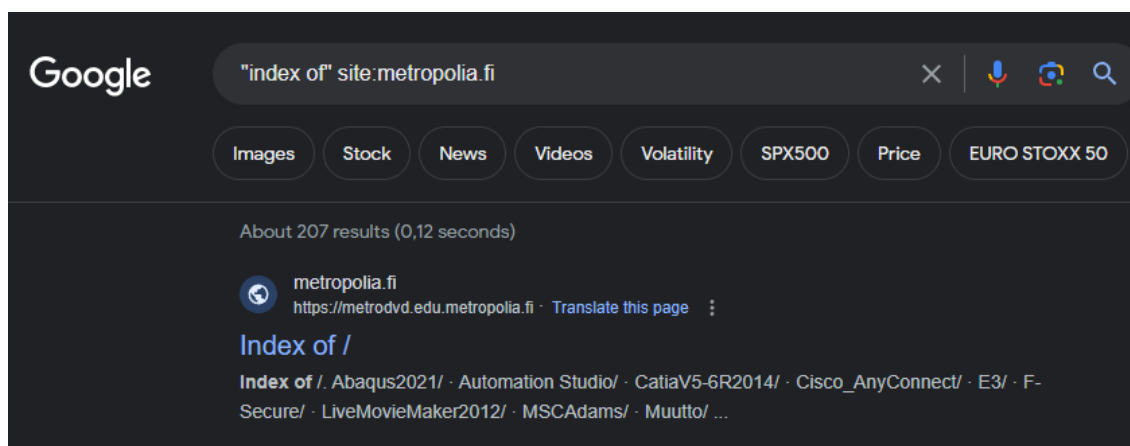 Google
"index of" site:metropolia.fi
Images Stock News Videos Volatility SPX500 Price EURO STOXX 50
About 207 results (0,12 seconds)
metropolia.fi
https://metrodvd.edu.metropolia.fi · Translate this page
Index of /
Index of /. Abaqus2021/ · Automation Studio/ · CatiaV5-6R2014/ · Cisco_AnyConnect/ · E3/ · F-
Secure/ · LiveMovieMaker2012/ · MSCAdams/ · Muutto/ ...